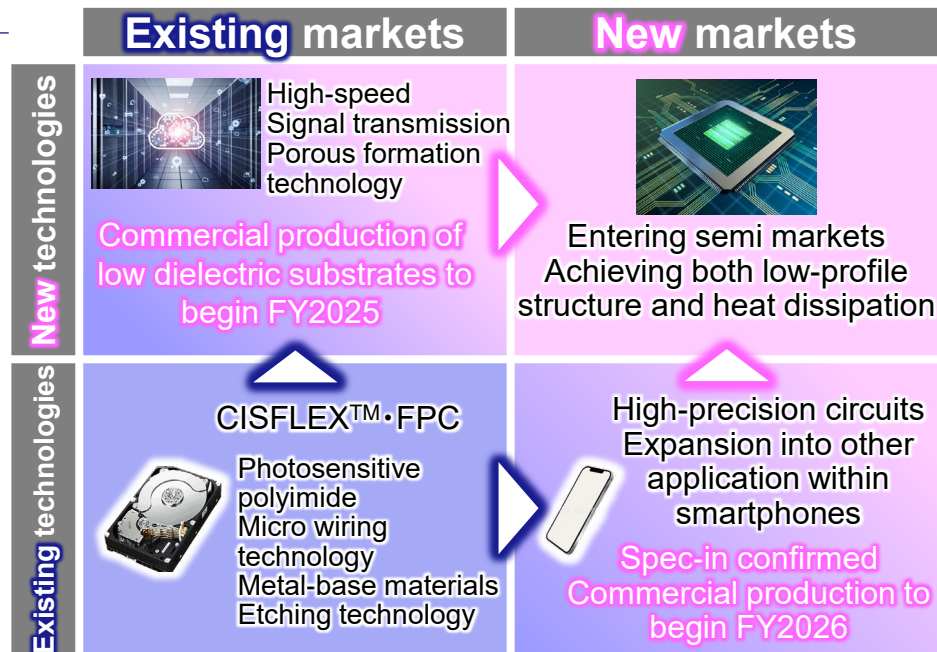 Existing markets
New markets
New technologies
High-speed
Signal transmission
Porous formation
technology
Commercial production of
low dielectric substrates to
begin FY2025
Entering semi markets
Achieving both low-profile
structure and heat dissipation
Existing technologies
CISFLEX™・FPC
Photosensitive
polyimide
Micro wiring
technology
Metal-base materials
Etching technology
High-precision circuits
Expansion into other
application within
smartphones
Spec-in confirmed
Commercial production to
begin FY2026